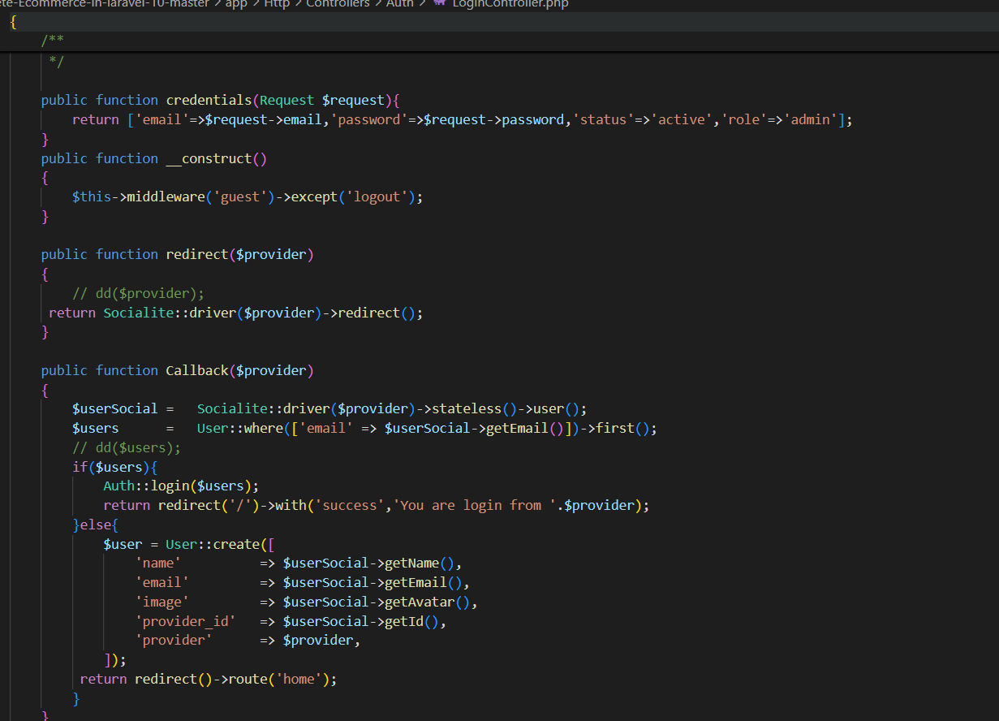 ete-Ecommerce-in-laravel-10-master > app > Http > Controllers > Auth > LoginController.php
{
    /**
     */

    public function credentials(Request $request){
        return ['email'=>$request->email,'password'=>$request->password,'status'=>'active','role'=>'admin'];
    }
    public function __construct()
    {
        $this->middleware('guest')->except('logout');
    }

    public function redirect($provider)
    {
        // dd($provider);
     return Socialite::driver($provider)->redirect();
    }

    public function Callback($provider)
    {
        $userSocial =   Socialite::driver($provider)->stateless()->user();
        $users      =   User::where(['email' => $userSocial->getEmail()])->first();
        // dd($users);
        if($users){
            Auth::login($users);
            return redirect('/')->with('success','You are login from '.$provider);
        }else{
            $user = User::create([
                'name'          => $userSocial->getName(),
                'email'         => $userSocial->getEmail(),
                'image'         => $userSocial->getAvatar(),
                'provider_id'   => $userSocial->getId(),
                'provider'      => $provider,
            ]);
         return redirect()->route('home');
        }
    }